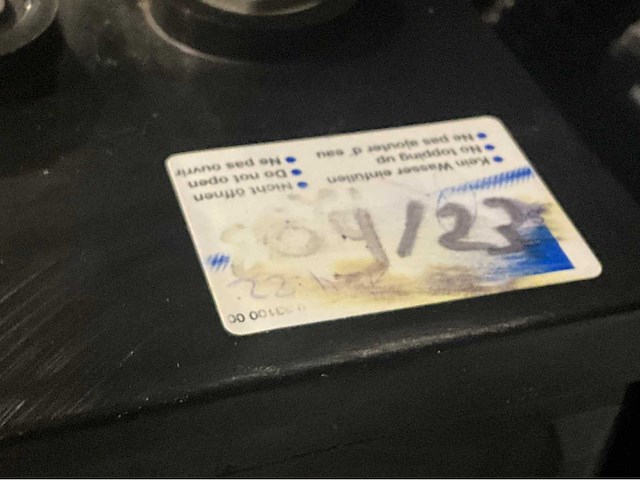 04/23
• Kein Wasser einfüllen
• No topping up
• Ne pas ajouter d'eau
• Nicht öffnen
• Do not open
• Ne pas ouvrir